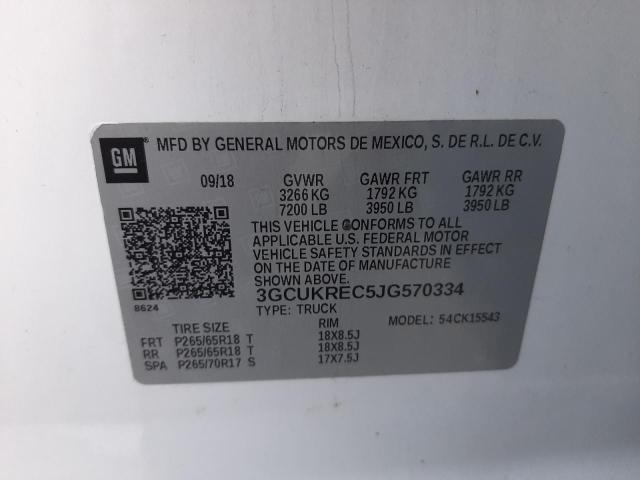 GM ® MFD BY GENERAL MOTORS DE MEXICO, S. DE R.L. DE C.V.
09/18 GVWR GAWR FRT GAWR RR
3266 KG 1792 KG 1792 KG
7200 LB 3950 LB 3950 LB
THIS VEHICLE CONFORMS TO ALL
APPLICABLE U.S. FEDERAL MOTOR
VEHICLE SAFETY STANDARDS IN EFFECT
ON THE DATE OF MANUFACTURE
SHOWN ABOVE.
3GCUKREC5JG570334
8624 TYPE: TRUCK
TIRE SIZE RIM MODEL: 54CK15543
FRT P265/65R18 T 18X8.5J
RR P265/65R18 T 18X8.5J
SPA P265/70R17 S 17X7.5J